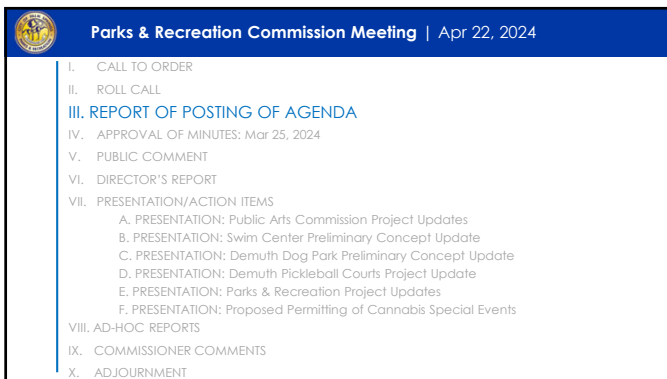 Parks & Recreation Commission Meeting | Apr 22, 2024
I. CALL TO ORDER
II. ROLL CALL
III. REPORT OF POSTING OF AGENDA
IV. APPROVAL OF MINUTES: Mar 25, 2024
V. PUBLIC COMMENT
VI. DIRECTOR'S REPORT
VII. PRESENTATION/ACTION ITEMS
A. PRESENTATION: Public Arts Commission Project Updates
B. PRESENTATION: Swim Center Preliminary Concept Update
C. PRESENTATION: Demuth Dog Park Preliminary Concept Update
D. PRESENTATION: Demuth Pickleball Courts Project Update
E. PRESENTATION: Parks & Recreation Project Updates
F. PRESENTATION: Proposed Permitting of Cannabis Special Events
VIII. AD-HOC REPORTS
IX. COMMISSIONER COMMENTS
X. ADJOURNMENT